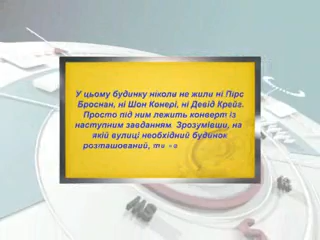 У цьому будинку ніколи не жили ні Пірс
Броснан, ні Шон Конері, ні Девід Крейг.
Просто під ним лежить конверт із
наступним завданням. Зрозумівши, на
якій вулиці необхідний будинок
розташований, ти